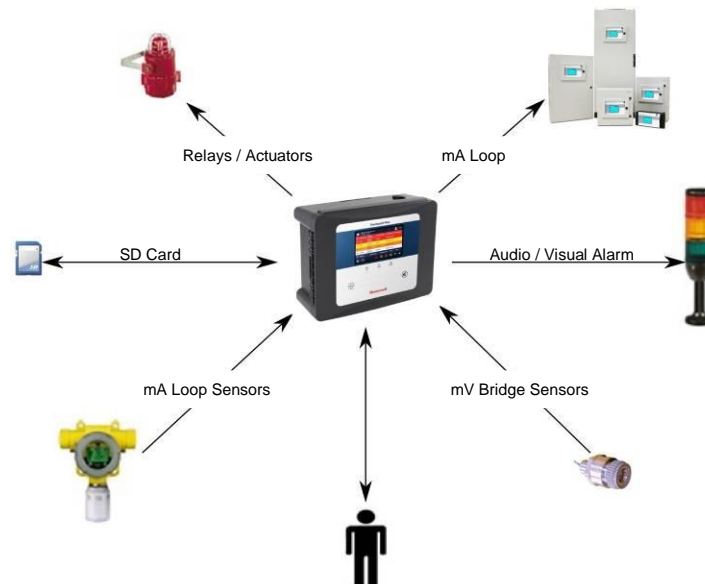 Relays / Actuators
mA Loop
SD Card
Audio / Visual Alarm
Honeywell
mA Loop Sensors
mV Bridge Sensors